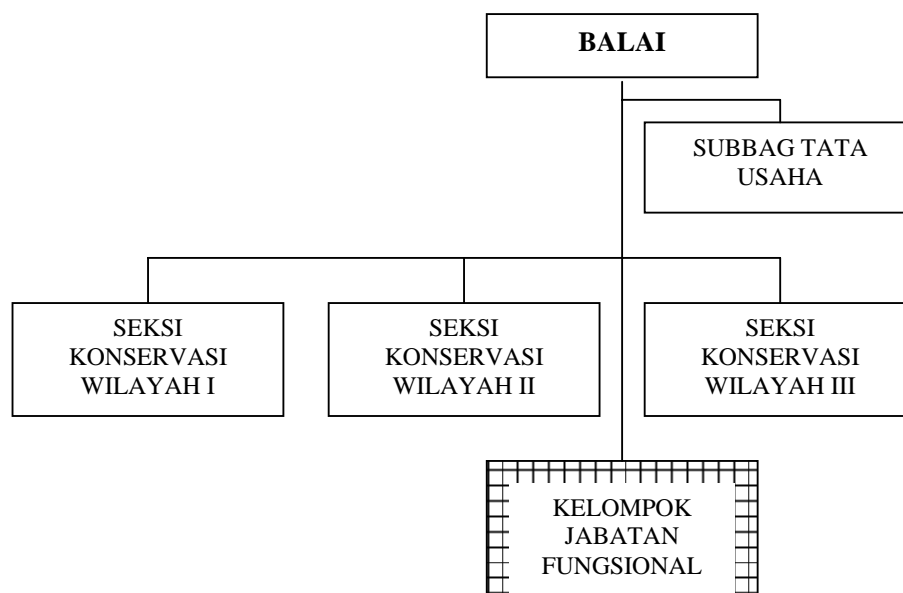 BALAI
SUBBAG TATA
USAHA
SEKSI
KONSERVASI
WILAYAH I
SEKSI
KONSERVASI
WILAYAH II
SEKSI
KONSERVASI
WILAYAH III
KELOMPOK
JABATAN
FUNGSIONAL